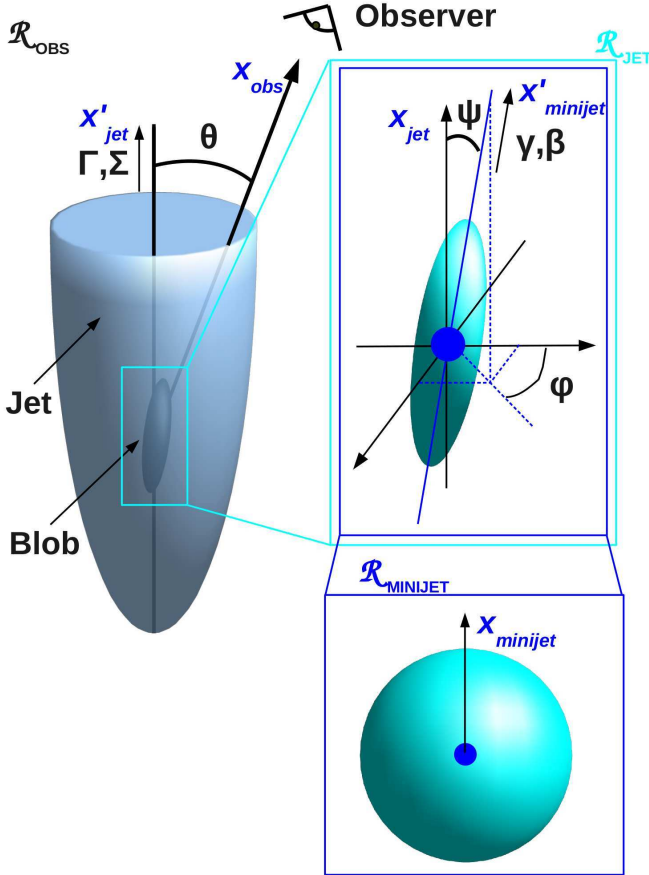 Observer
𝓡OBS
𝓡JET
xobs
x'jet
Γ,Σ
θ
xjet
ψ
x'minijet
γ,β
φ
Jet
Blob
𝓡MINIJET
xminijet